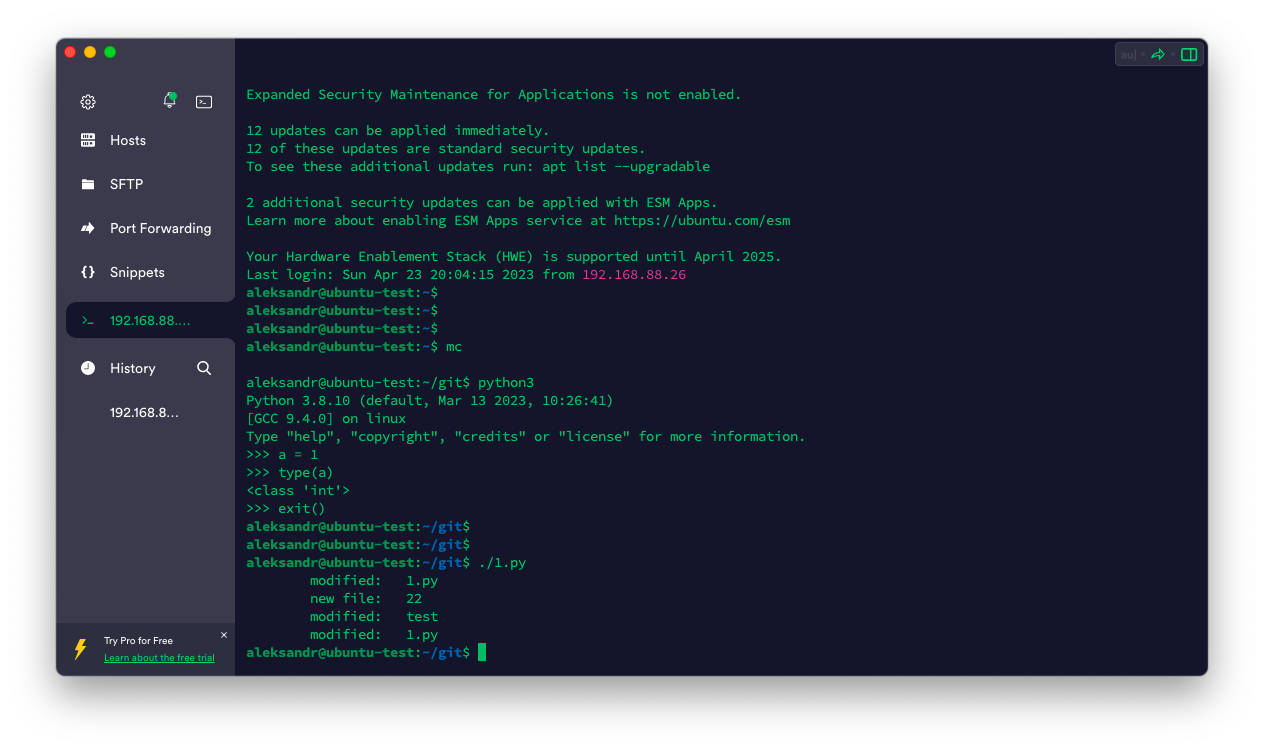 Hosts
SFTP
Port Forwarding
{} Snippets
>_ 192.168.88....
History
192.168.8...
Try Pro for Free
Learn about the free trial
au|
Expanded Security Maintenance for Applications is not enabled.
12 updates can be applied immediately.
12 of these updates are standard security updates.
To see these additional updates run: apt list --upgradable
2 additional security updates can be applied with ESM Apps.
Learn more about enabling ESM Apps service at https://ubuntu.com/esm
Your Hardware Enablement Stack (HWE) is supported until April 2025.
Last login: Sun Apr 23 20:04:15 2023 from 192.168.88.26
aleksandr@ubuntu-test:~$
aleksandr@ubuntu-test:~$
aleksandr@ubuntu-test:~$
aleksandr@ubuntu-test:~$ mc
aleksandr@ubuntu-test:~/git$ python3
Python 3.8.10 (default, Mar 13 2023, 10:26:41)
[GCC 9.4.0] on linux
Type "help", "copyright", "credits" or "license" for more information.
>>> a = 1
>>> type(a)
<class 'int'>
>>> exit()
aleksandr@ubuntu-test:~/git$
aleksandr@ubuntu-test:~/git$
aleksandr@ubuntu-test:~/git$ ./1.py
modified: 1.py
new file: 22
modified: test
modified: 1.py
aleksandr@ubuntu-test:~/git$